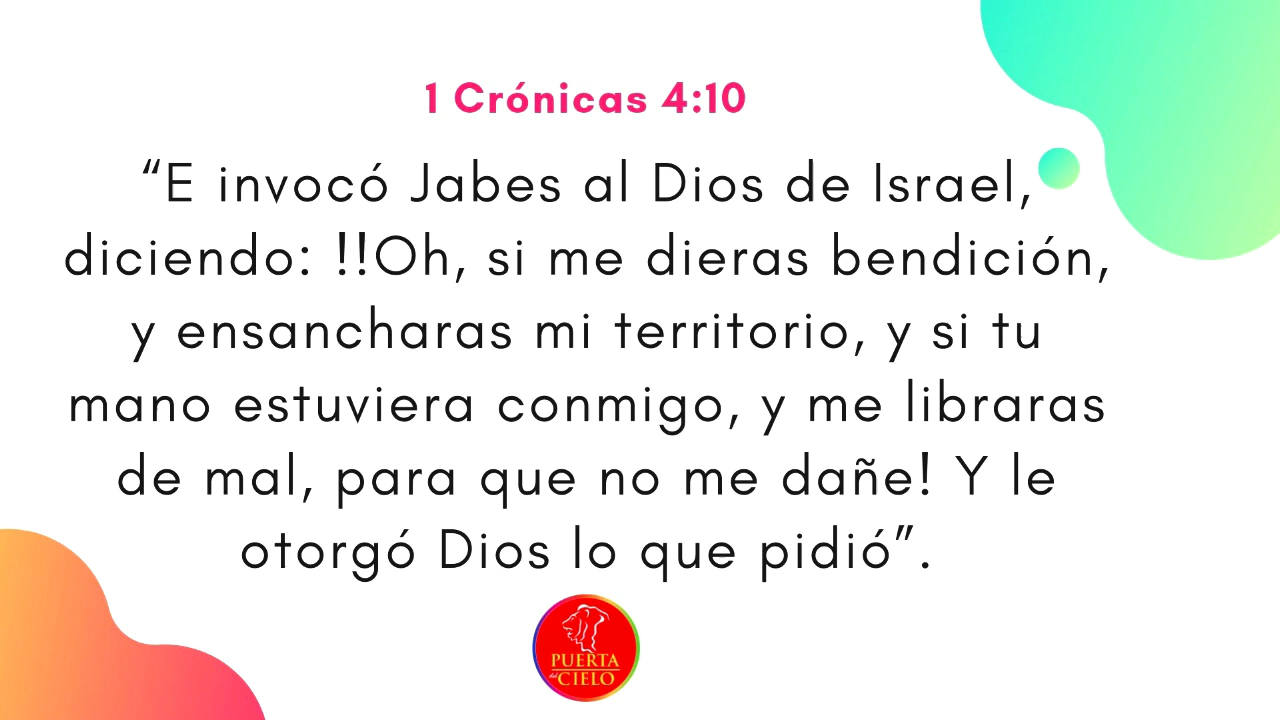 1 Crónicas 4:10
“E invocó Jabes al Dios de Israel,
diciendo: !!Oh, si me dieras bendición,
y ensancharas mi territorio, y si tu
mano estuviera conmigo, y me libraras
de mal, para que no me dañe! Y le
otorgó Dios lo que pidió”.
PUERTA
del CIELO